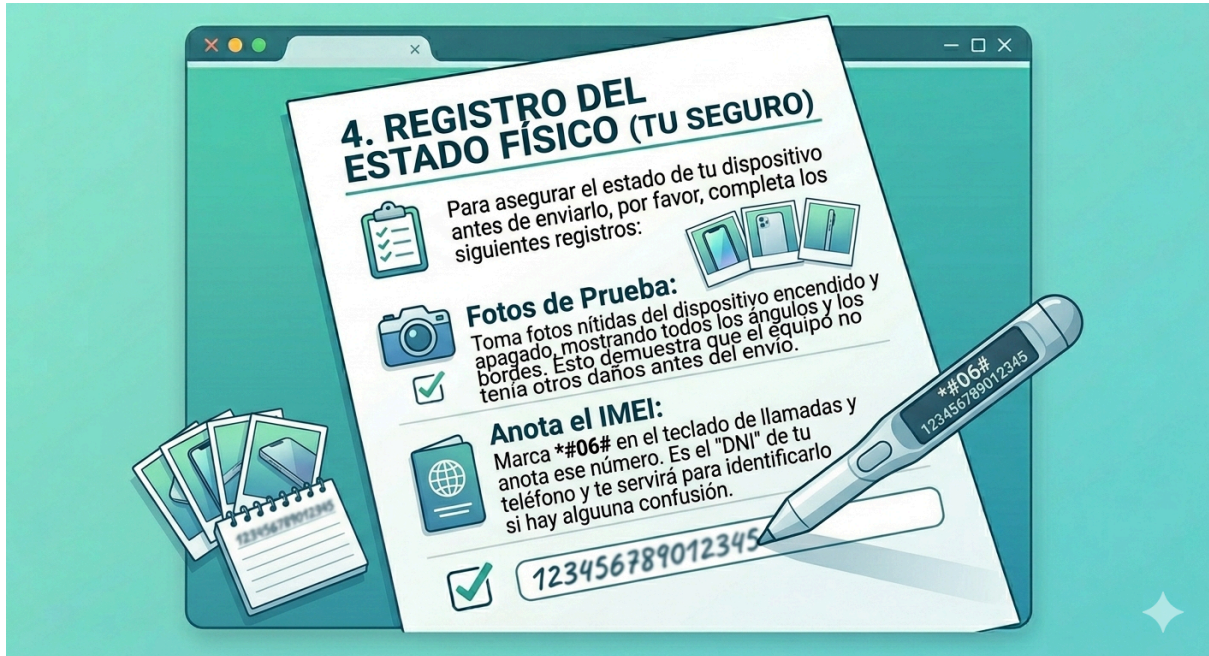 4. REGISTRO DEL
ESTADO FÍSICO (TU SEGURO)
Para asegurar el estado de tu dispositivo
antes de enviarlo, por favor, completa los
siguientes registros:
Fotos de Prueba:
Toma fotos nítidas del dispositivo encendido y
apagado, mostrando todos los ángulos y los
bordes. Esto demuestra que el equipo no
tenía otros daños antes del envío.
Anota el IMEI:
Marca *#06# en el teclado de llamadas y
anota ese número. Es el "DNI" de tu
teléfono y te servirá para identificarlo
si hay alguuna confusión.
123456789012345
*#06#
123456789012345
123456789012345